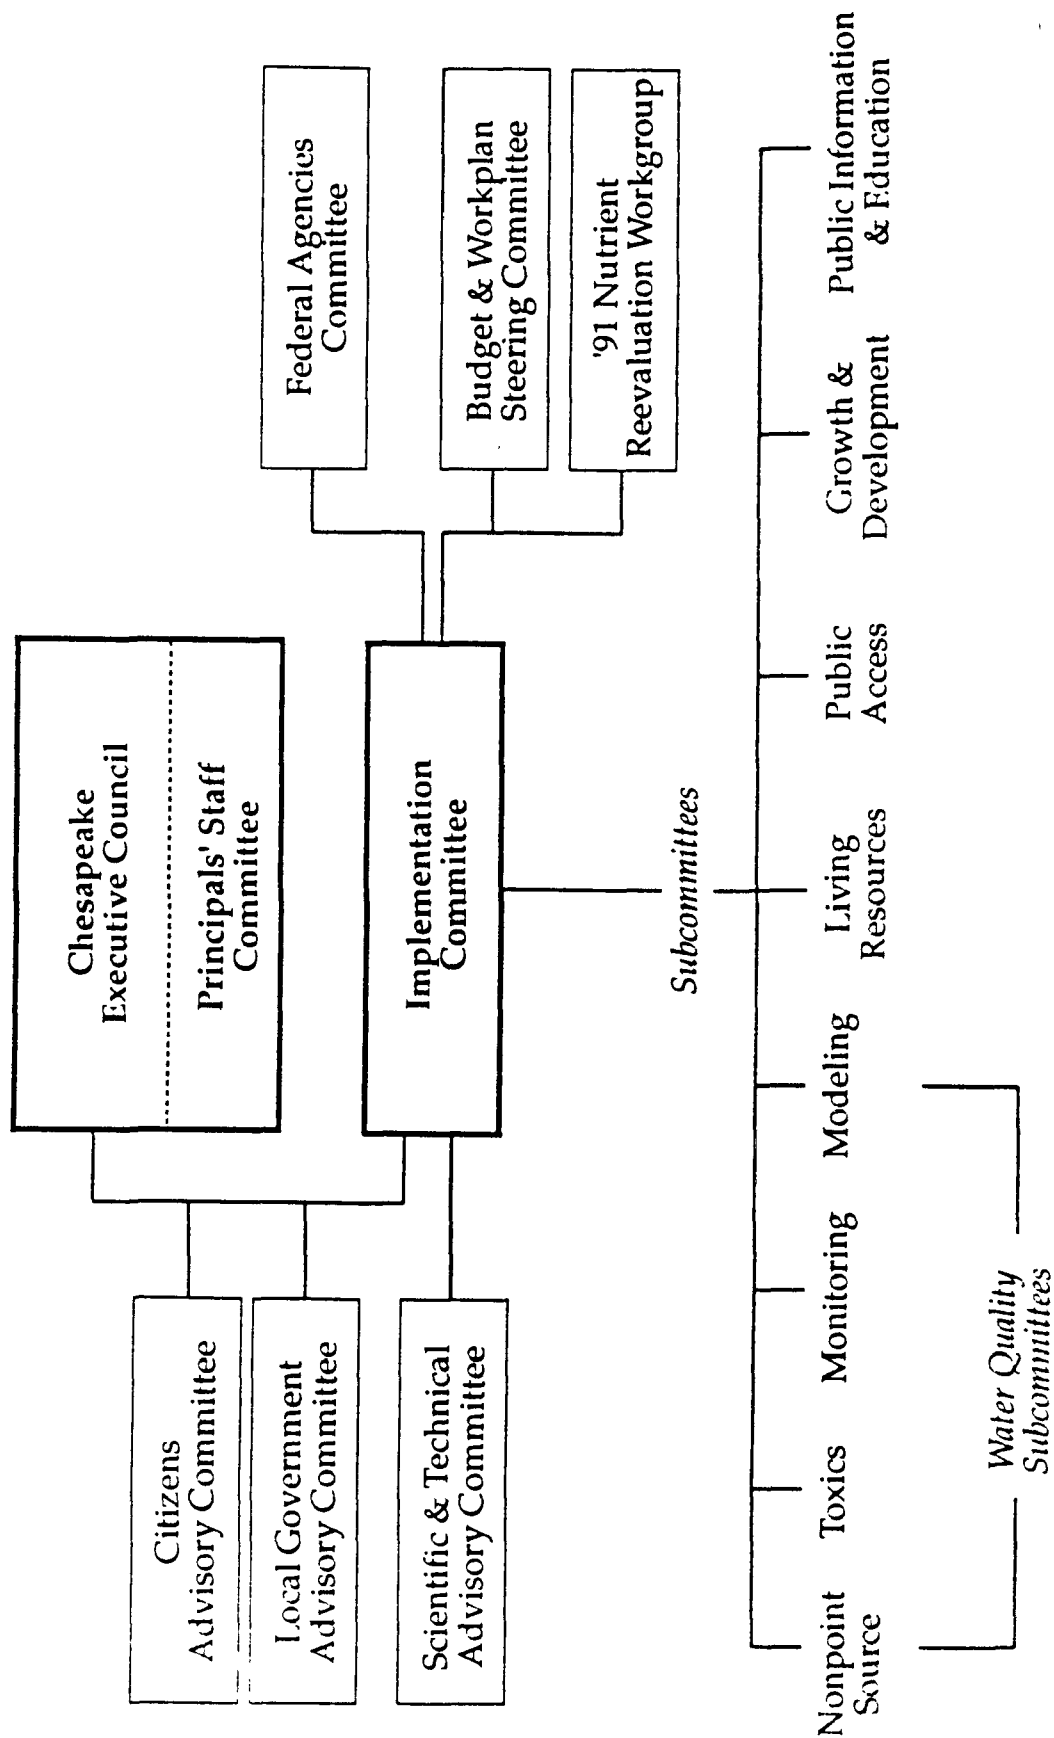 Chesapeake
Executive Council
Principals' Staff
Committee
Citizens
Advisory Committee
Local Government
Advisory Committee
Scientific & Technical
Advisory Committee
Implementation
Committee
Federal Agencies
Committee
Budget & Workplan
Steering Committee
'91 Nutrient
Reevaluation Workgroup
Subcommittees
Nonpoint
Source
Toxics
Monitoring
Modeling
Living
Resources
Public
Access
Growth &
Development
Public Information
& Education
Water Quality
Subcommittees